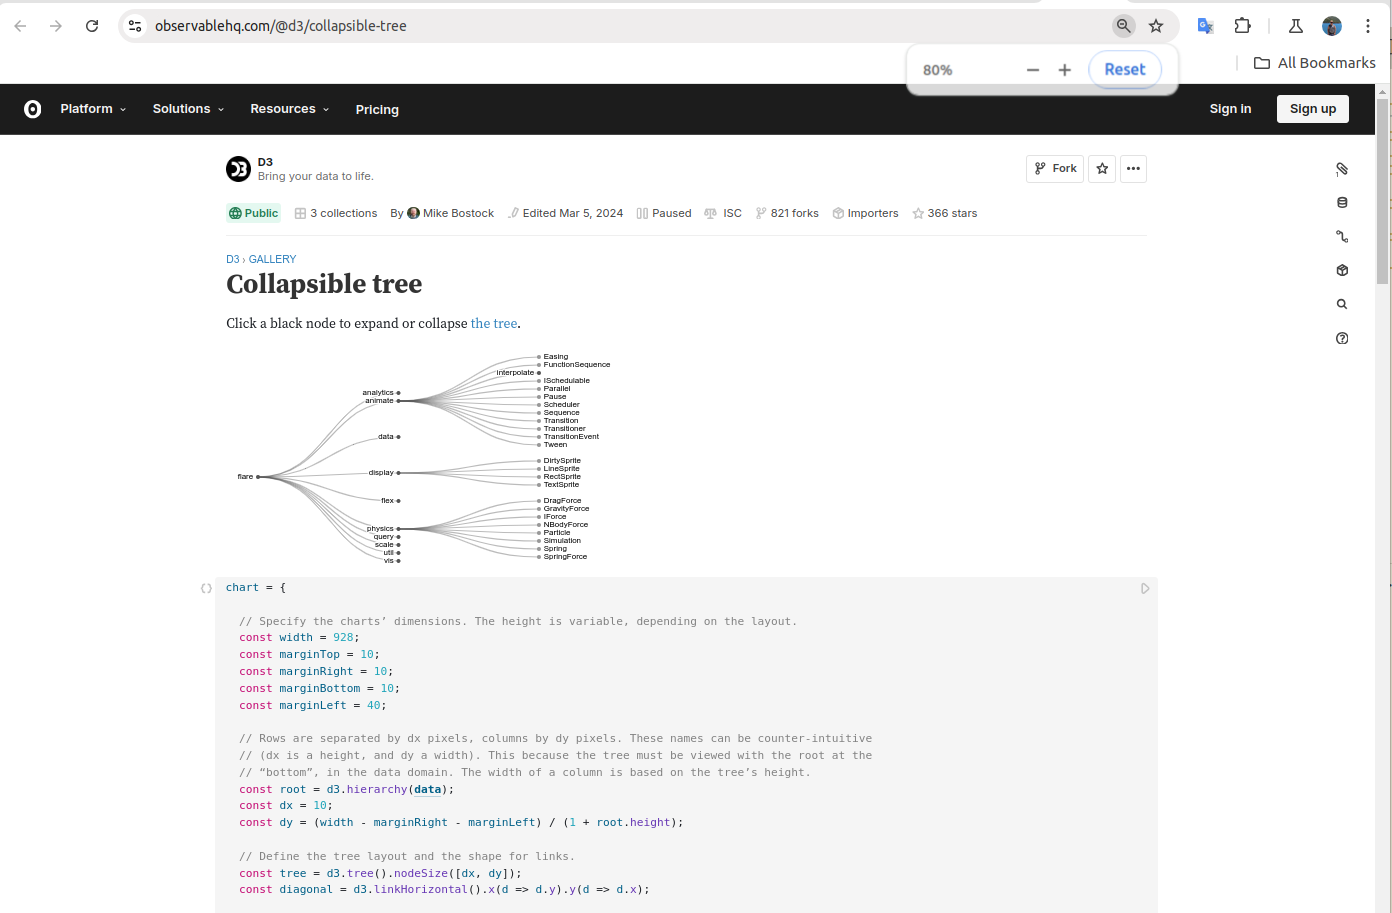 observablehq.com/@d3/collapsible-tree
80%
Reset
All Bookmarks
Platform
Solutions
Resources
Pricing
Sign in
Sign up
D3
Bring your data to life.
Fork
Public
3 collections
By Mike Bostock
Edited Mar 5, 2024
Paused
ISC
821 forks
Importers
366 stars
D3 › GALLERY
Collapsible tree
Click a black node to expand or collapse the tree.
flare
analytics
animate
data
display
flex
physics
query
scale
util
vis
Easing
FunctionSequence
interpolate
ISchedulable
Parallel
Pause
Scheduler
Sequence
Transition
Transitioner
TransitionEvent
Tween
DirtySprite
LineSprite
RectSprite
TextSprite
DragForce
GravityForce
IForce
NBodyForce
Particle
Simulation
Spring
SpringForce
chart = {
// Specify the charts’ dimensions. The height is variable, depending on the layout.
const width = 928;
const marginTop = 10;
const marginRight = 10;
const marginBottom = 10;
const marginLeft = 40;
// Rows are separated by dx pixels, columns by dy pixels. These names can be counter-intuitive
// (dx is a height, and dy a width). This because the tree must be viewed with the root at the
// “bottom”, in the data domain. The width of a column is based on the tree’s height.
const root = d3.hierarchy(data);
const dx = 10;
const dy = (width - marginRight - marginLeft) / (1 + root.height);
// Define the tree layout and the shape for links.
const tree = d3.tree().nodeSize([dx, dy]);
const diagonal = d3.linkHorizontal().x(d => d.y).y(d => d.x);